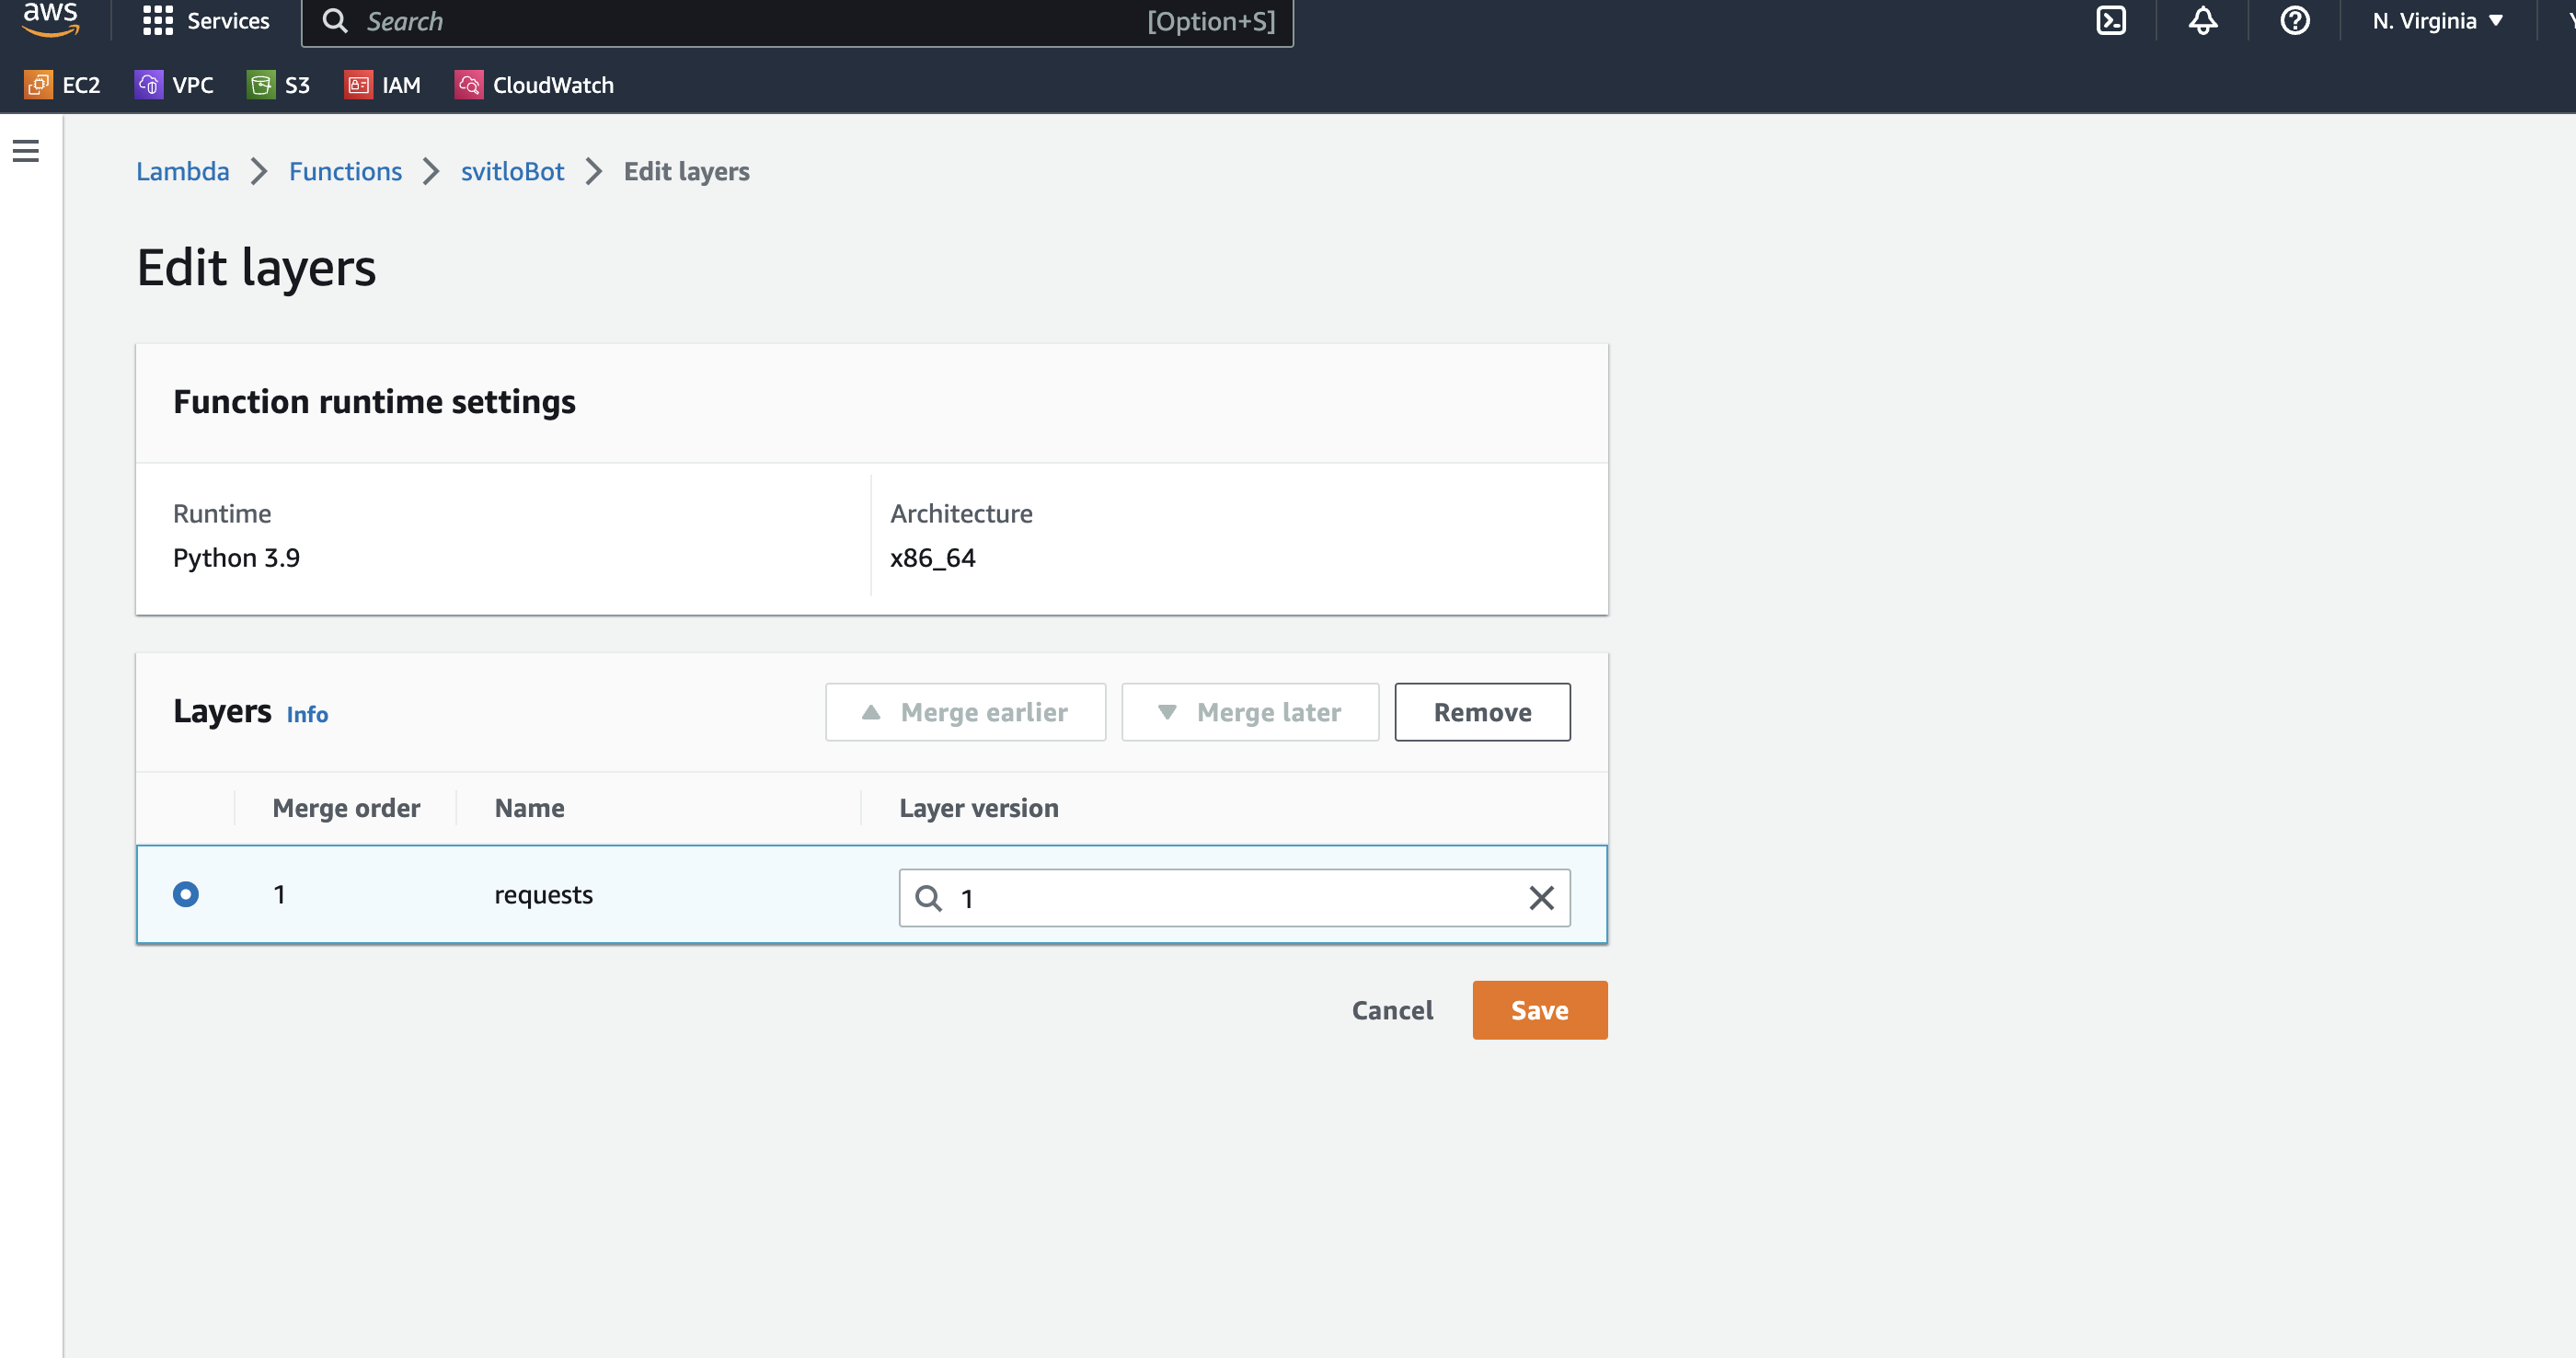 aws Services Search [Option+S] N. Virginia
EC2 VPC S3 IAM CloudWatch
Lambda Functions svitloBot Edit layers
Edit layers
Function runtime settings
Runtime Architecture
Python 3.9 x86_64
Layers Info Merge earlier Merge later Remove
Merge order Name Layer version
1 requests 1
Cancel Save